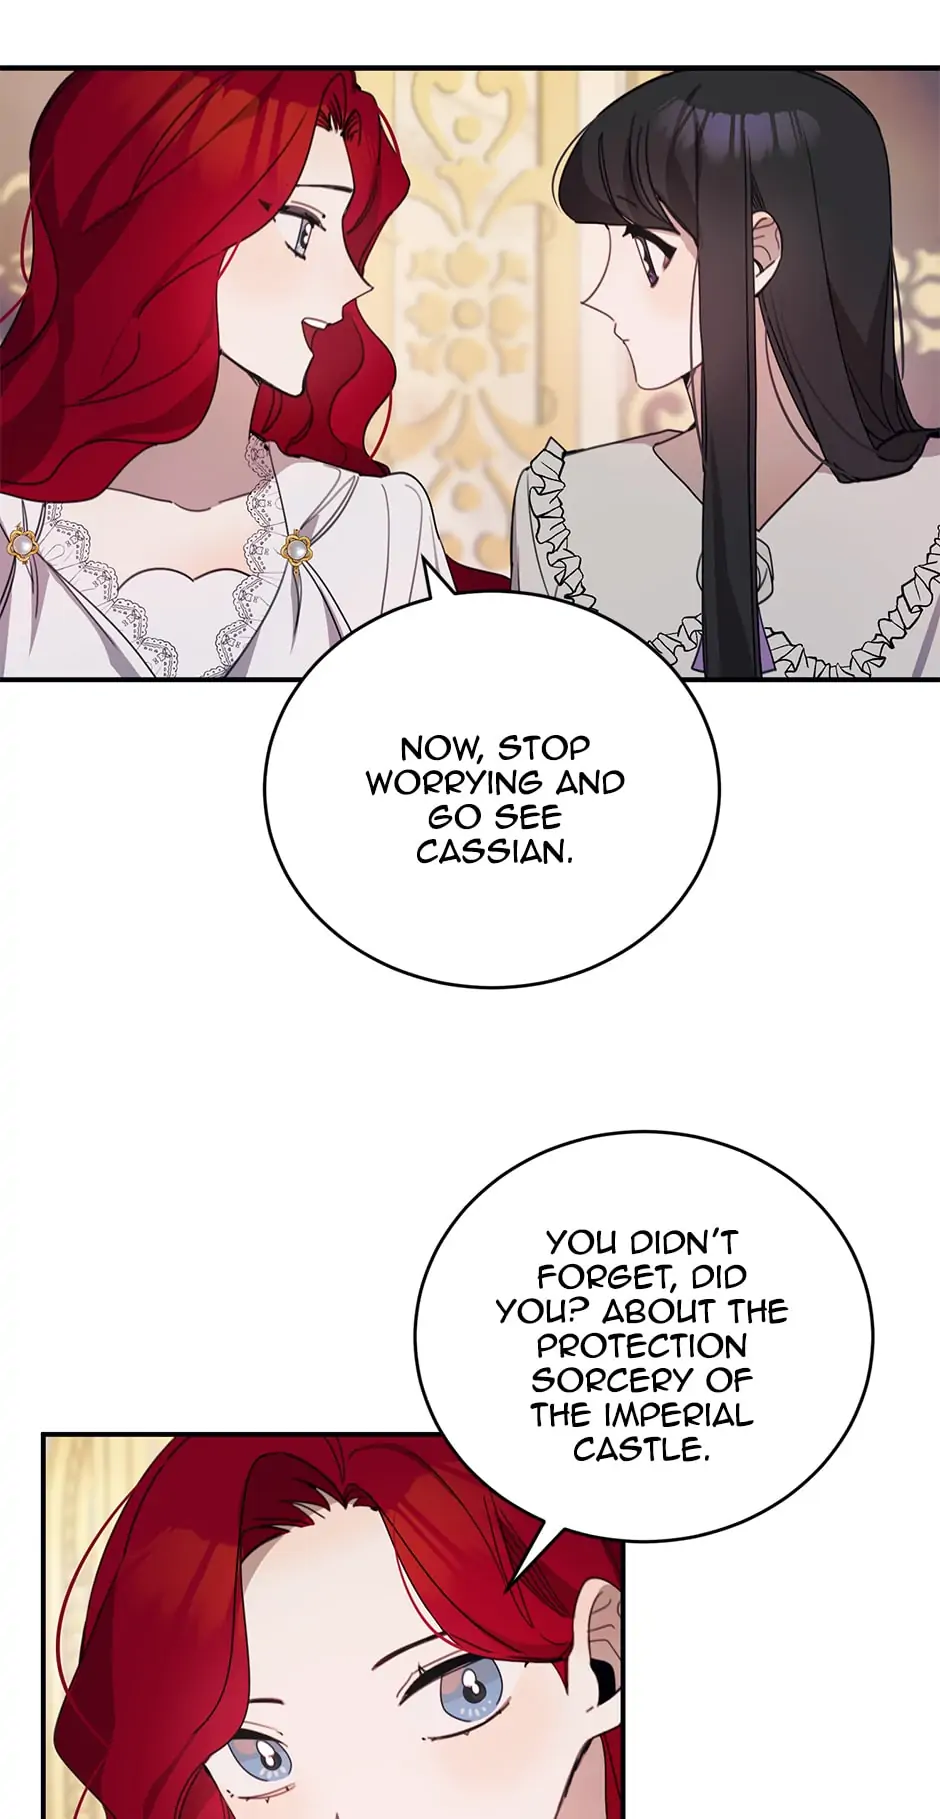 NOW, STOP
WORRYING AND
GO SEE
CASSIAN.
YOU DIDN'T
FORGET, DID
YOU? ABOUT THE
PROTECTION
SORCERY OF
THE IMPERIAL
CASTLE.